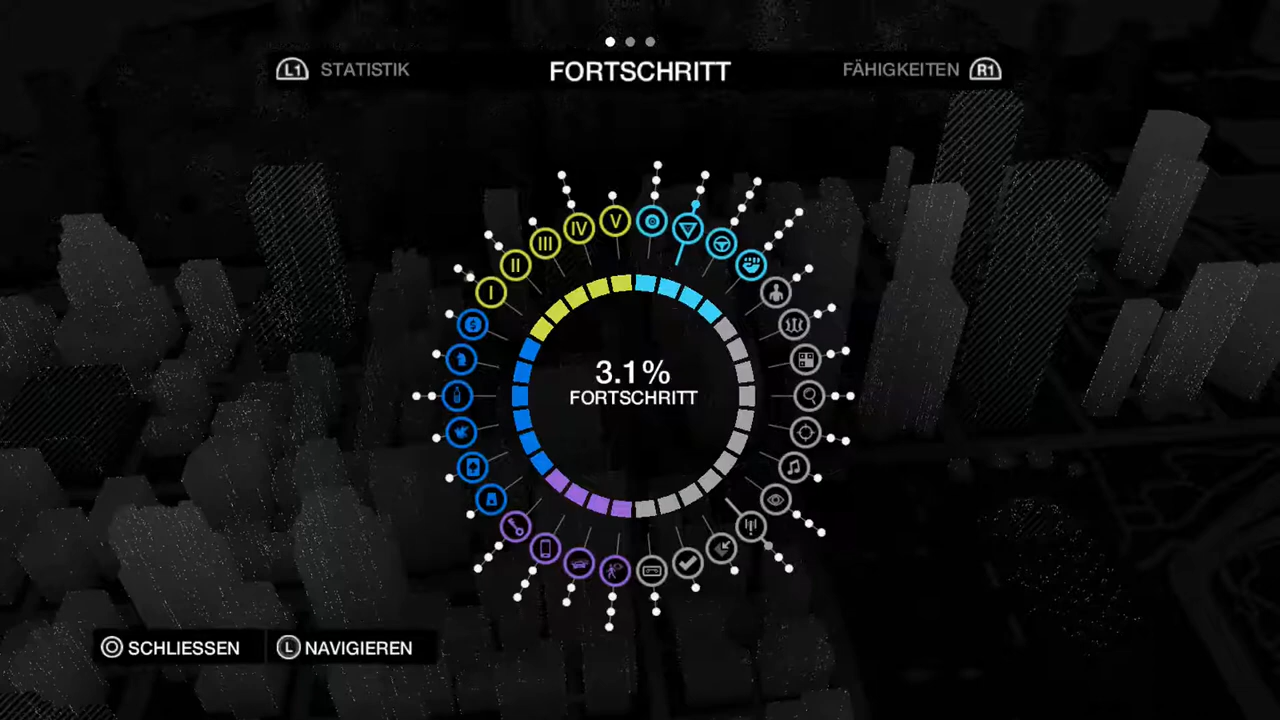 L1 STATISTIK
FORTSCHRITT
FÄHIGKEITEN R1
I
II
III
IV
V
3.1%
FORTSCHRITT
SCHLIESSEN
L NAVIGIEREN